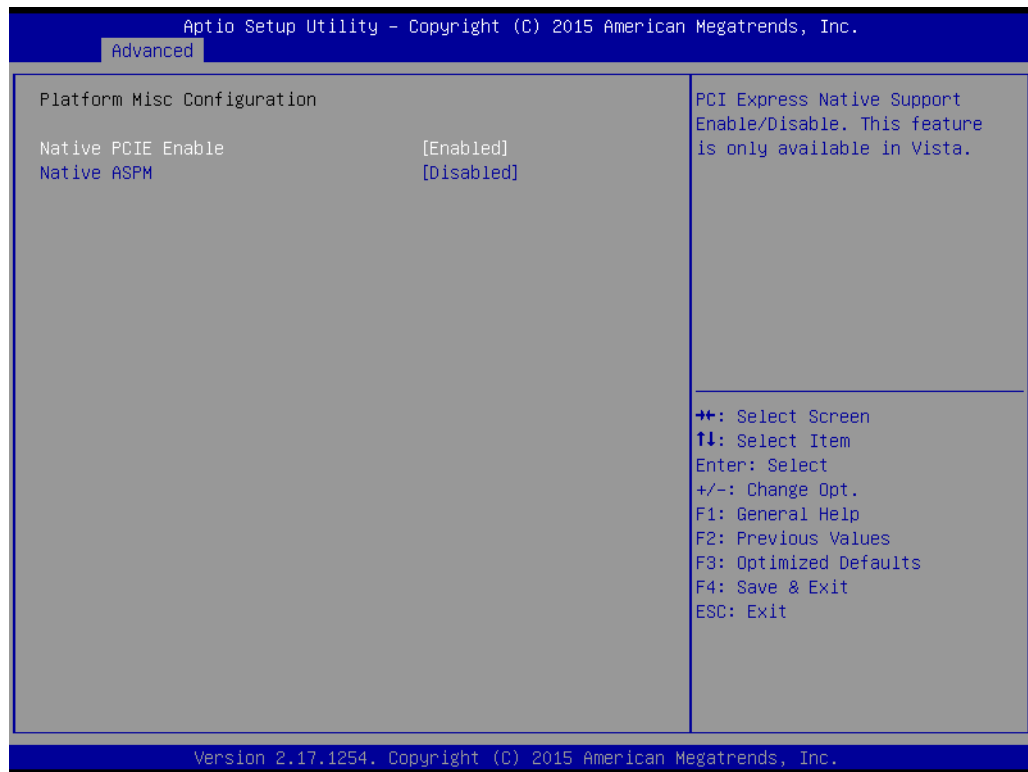 Aptio Setup Utility – Copyright (C) 2015 American Megatrends, Inc.
Advanced
Platform Misc Configuration
Native PCIE Enable [Enabled]
Native ASPM [Disabled]
PCI Express Native Support
Enable/Disable. This feature
is only available in Vista.
→←: Select Screen
↑↓: Select Item
Enter: Select
+/-: Change Opt.
F1: General Help
F2: Previous Values
F3: Optimized Defaults
F4: Save & Exit
ESC: Exit
Version 2.17.1254. Copyright (C) 2015 American Megatrends, Inc.